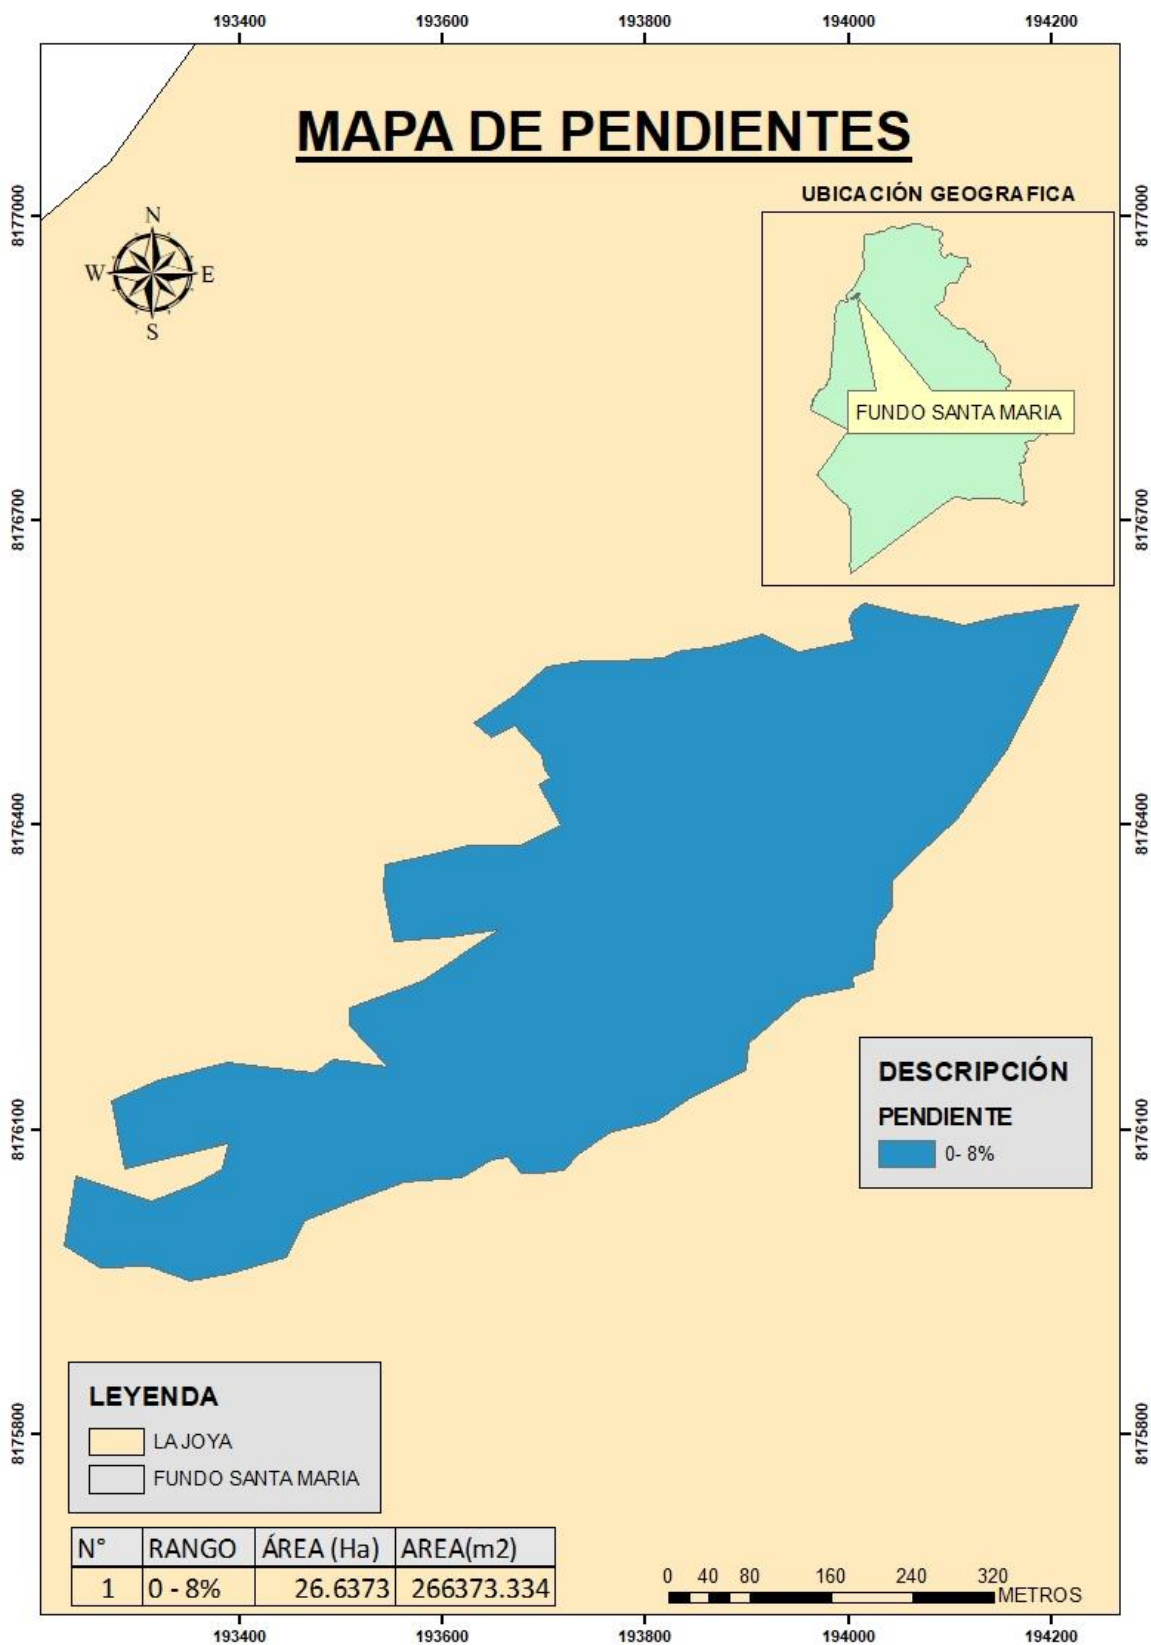 193400 193600 193800 194000 194200
MAPA DE PENDIENTES
UBICACIÓN GEOGRAFICA
8177000 8177000
N
W E
S
FUNDO SANTA MARIA
8176700 8176700
8176400 8176400
DESCRIPCIÓN
PENDIENTE
0- 8%
8176100 8176100
LEYENDA
LA JOYA
FUNDO SANTA MARIA
8175800 8175800
N° RANGO ÁREA (Ha) AREA(m2)
1 0 - 8% 26.6373 266373.334
0 40 80 160 240 320
METROS
193400 193600 193800 194000 194200